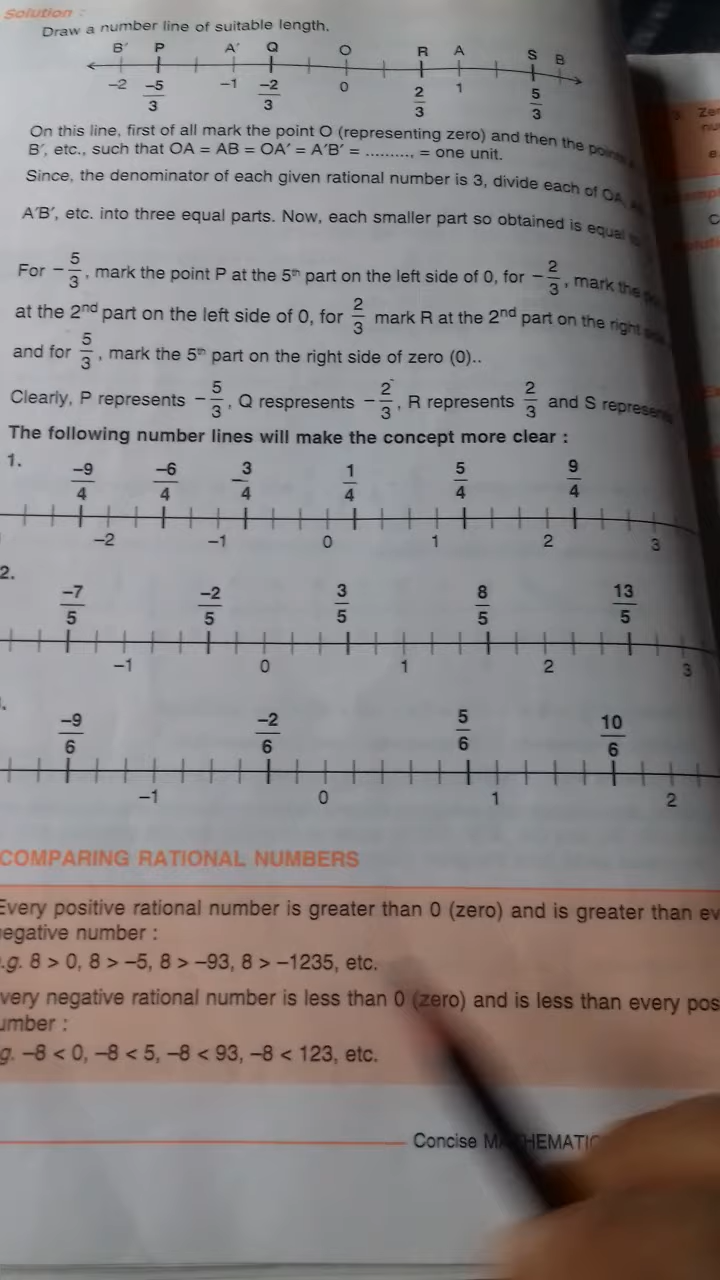 Solution :
Draw a number line of suitable length.
B′ P A′ Q O R A S B
−2 −5/3 −1 −2/3 0 2/3 1 5/3
On this line, first of all mark the point O (representing zero) and then the points
B′, etc., such that OA = AB = OA′ = A′B′ = .........., = one unit.
Since, the denominator of each given rational number is 3, divide each of OA,
A′B′, etc. into three equal parts. Now, each smaller part so obtained is equal
For −5/3, mark the point P at the 5th part on the left side of 0, for −2/3, mark the
at the 2nd part on the left side of 0, for 2/3 mark R at the 2nd part on the right
and for 5/3, mark the 5th part on the right side of zero (0)..
Clearly, P represents −5/3, Q respresents −2/3, R represents 2/3 and S
The following number lines will make the concept more clear :
1.
−9/4 −6/4 −3/4 1/4 5/4 9/4
−2 −1 0 1 2 3
2.
−7/5 −2/5 3/5 8/5 13/5
−1 0 1 2 3
−9/6 −2/6 5/6 10/6
−1 0 1 2
COMPARING RATIONAL NUMBERS
Every positive rational number is greater than 0 (zero) and is greater than
negative number :
.g. 8 > 0, 8 > −5, 8 > −93, 8 > −1235, etc.
very negative rational number is less than 0 (zero) and is less than every pos
umber :
g. −8 < 0, −8 < 5, −8 < 93, −8 < 123, etc.
Concise